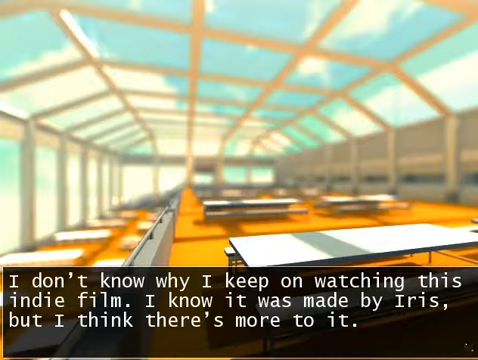 I don't know why I keep on watching this
indie film. I know it was made by Iris,
but I think there's more to it.